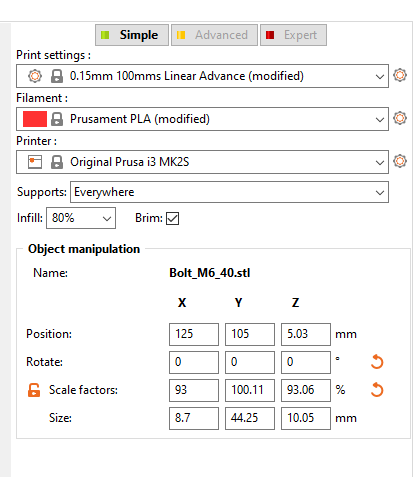 Simple Advanced Expert
Print settings :
0.15mm 100mms Linear Advance (modified)
Filament :
Prusament PLA (modified)
Printer :
Original Prusa i3 MK2S
Supports: Everywhere
Infill: 80% Brim:
Object manipulation
Name: Bolt_M6_40.stl
X Y Z
Position: 125 105 5.03 mm
Rotate: 0 0 0 °
Scale factors: 93 100.11 93.06 %
Size: 8.7 44.25 10.05 mm